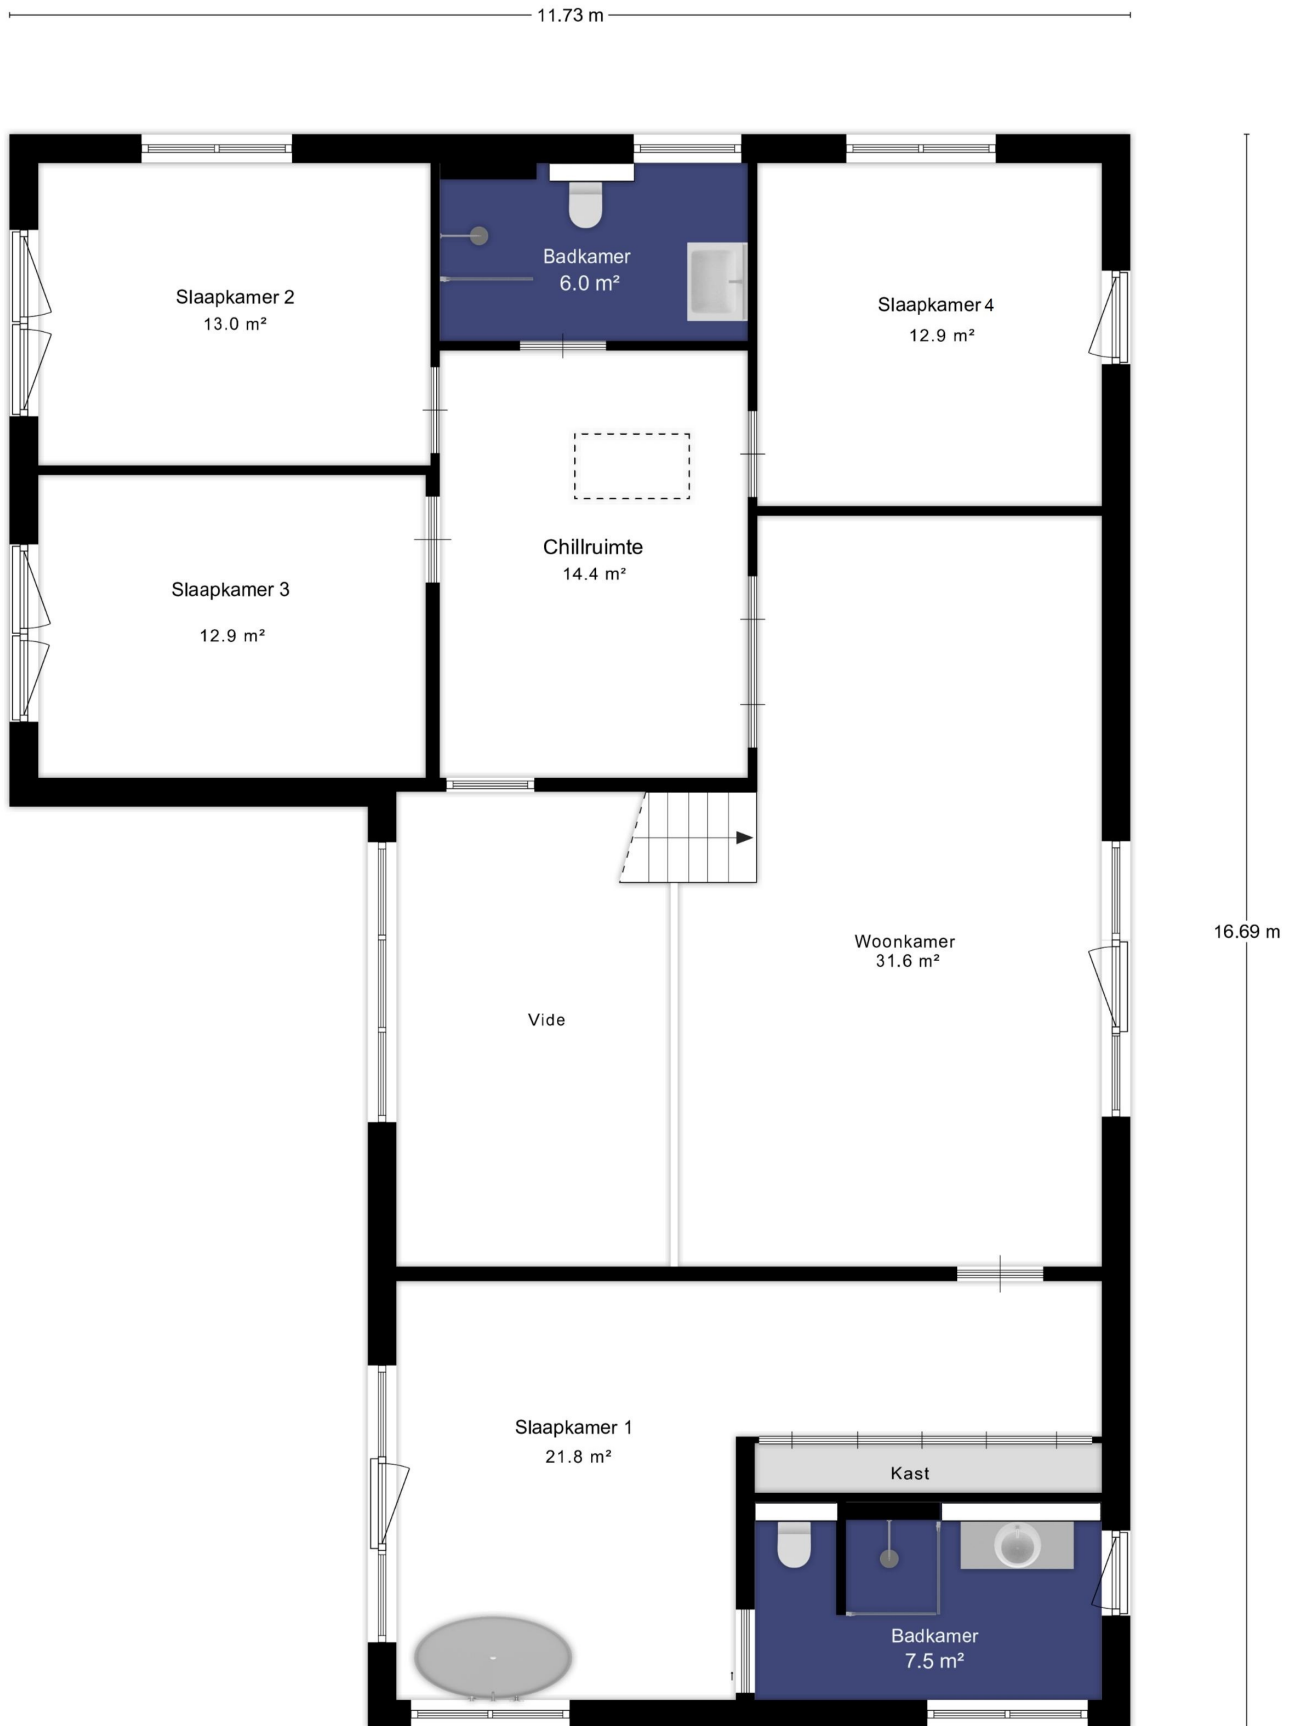 11.73 m
Badkamer
6.0 m²
Slaapkamer 2
13.0 m²
Slaapkamer 4
12.9 m²
Chillruimte
14.4 m²
Slaapkamer 3
12.9 m²
16.69 m
Woonkamer
31.6 m²
Vide
Slaapkamer 1
21.8 m²
Kast
Badkamer
7.5 m²